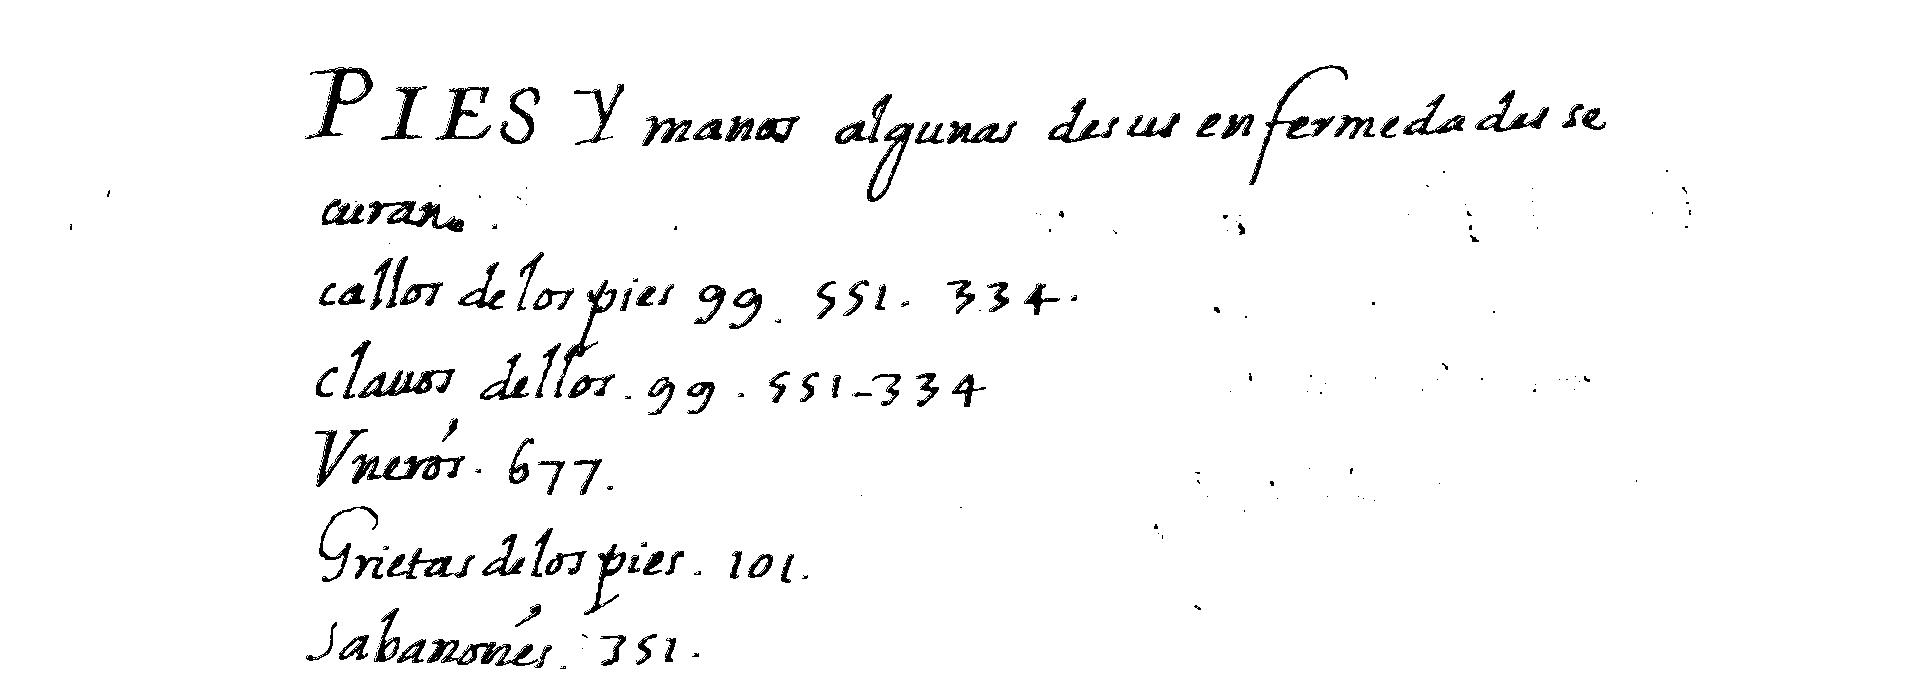 PIES Y manos algunas desus enfermedades se
curan.
callos delos pies 99. 551. 334.
clauos dellos. 99. 551-334
Vnerós. 677.
Grietas delos pies. 101.
sabanonés. 351.